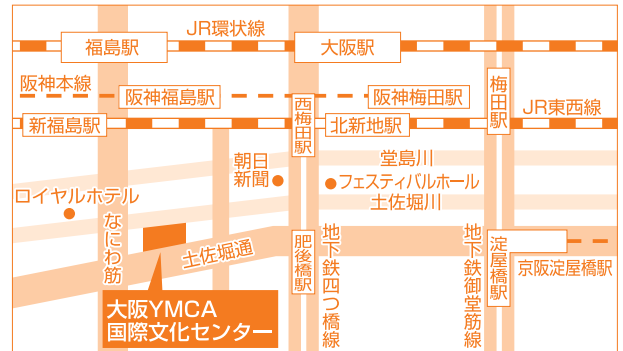 JR環状線
福島駅
大阪駅
阪神本線
阪神福島駅
阪神梅田駅
梅田駅
西梅田駅
JR東西線
新福島駅
北新地駅
朝日
新聞
堂島川
フェスティバルホール
土佐堀川
ロイヤルホテル
なにわ筋
土佐堀通
肥後橋駅
地下鉄四つ橋線
地下鉄御堂筋線
淀屋橋駅
京阪淀屋橋駅
大阪YMCA
国際文化センター